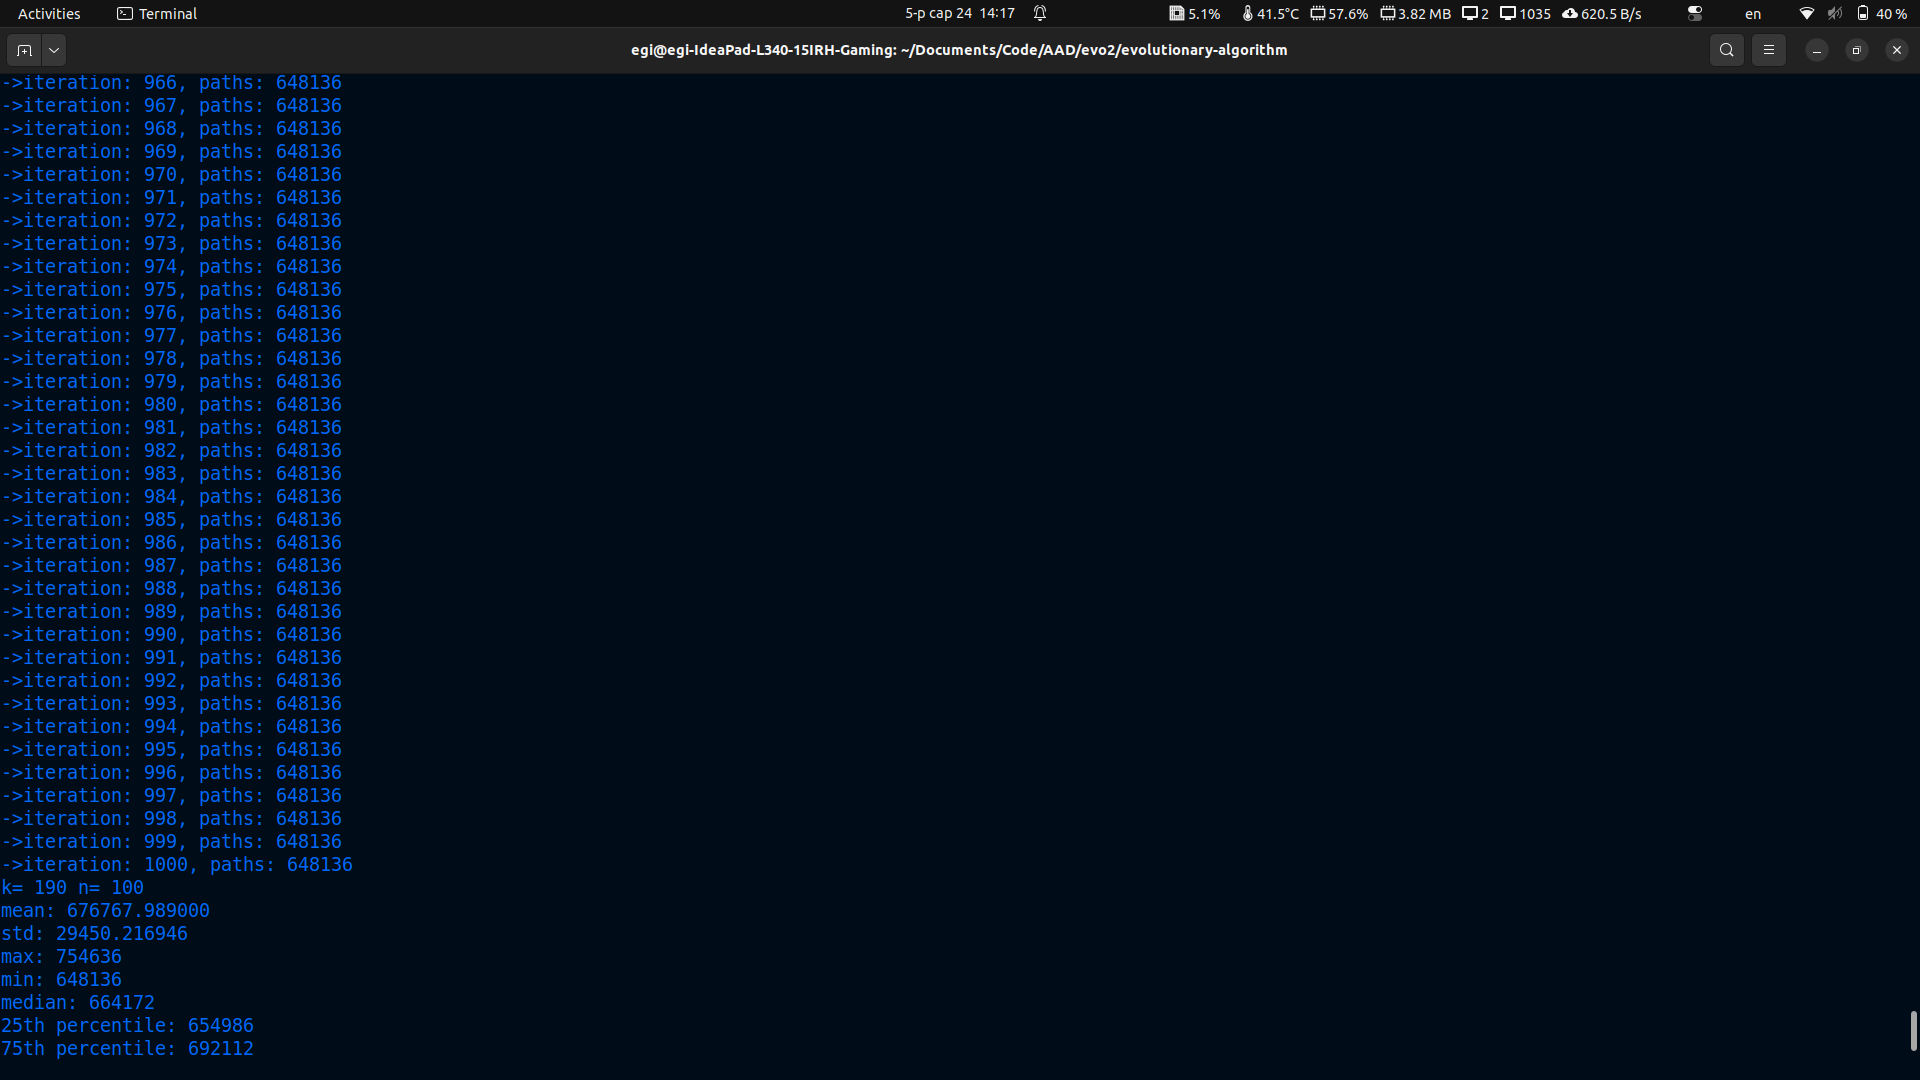 Activities Terminal 5-р сар 24 14:17 5.1% 41.5°C 57.6% 3.82 MB 2 1035 620.5 B/s en 40 %
egi@egi-IdeaPad-L340-15IRH-Gaming: ~/Documents/Code/AAD/evo2/evolutionary-algorithm
->iteration: 966, paths: 648136
->iteration: 967, paths: 648136
->iteration: 968, paths: 648136
->iteration: 969, paths: 648136
->iteration: 970, paths: 648136
->iteration: 971, paths: 648136
->iteration: 972, paths: 648136
->iteration: 973, paths: 648136
->iteration: 974, paths: 648136
->iteration: 975, paths: 648136
->iteration: 976, paths: 648136
->iteration: 977, paths: 648136
->iteration: 978, paths: 648136
->iteration: 979, paths: 648136
->iteration: 980, paths: 648136
->iteration: 981, paths: 648136
->iteration: 982, paths: 648136
->iteration: 983, paths: 648136
->iteration: 984, paths: 648136
->iteration: 985, paths: 648136
->iteration: 986, paths: 648136
->iteration: 987, paths: 648136
->iteration: 988, paths: 648136
->iteration: 989, paths: 648136
->iteration: 990, paths: 648136
->iteration: 991, paths: 648136
->iteration: 992, paths: 648136
->iteration: 993, paths: 648136
->iteration: 994, paths: 648136
->iteration: 995, paths: 648136
->iteration: 996, paths: 648136
->iteration: 997, paths: 648136
->iteration: 998, paths: 648136
->iteration: 999, paths: 648136
->iteration: 1000, paths: 648136
k= 190 n= 100
mean: 676767.989000
std: 29450.216946
max: 754636
min: 648136
median: 664172
25th percentile: 654986
75th percentile: 692112